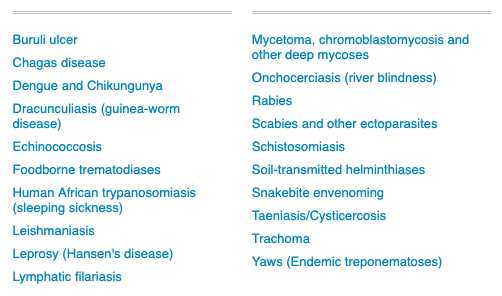 Buruli ulcer
Chagas disease
Dengue and Chikungunya
Dracunculiasis (guinea-worm
disease)
Echinococcosis
Foodborne trematodiases
Human African trypanosomiasis
(sleeping sickness)
Leishmaniasis
Leprosy (Hansen's disease)
Lymphatic filariasis
Mycetoma, chromoblastomycosis and
other deep mycoses
Onchocerciasis (river blindness)
Rabies
Scabies and other ectoparasites
Schistosomiasis
Soil-transmitted helminthiases
Snakebite envenoming
Taeniasis/Cysticercosis
Trachoma
Yaws (Endemic treponematoses)